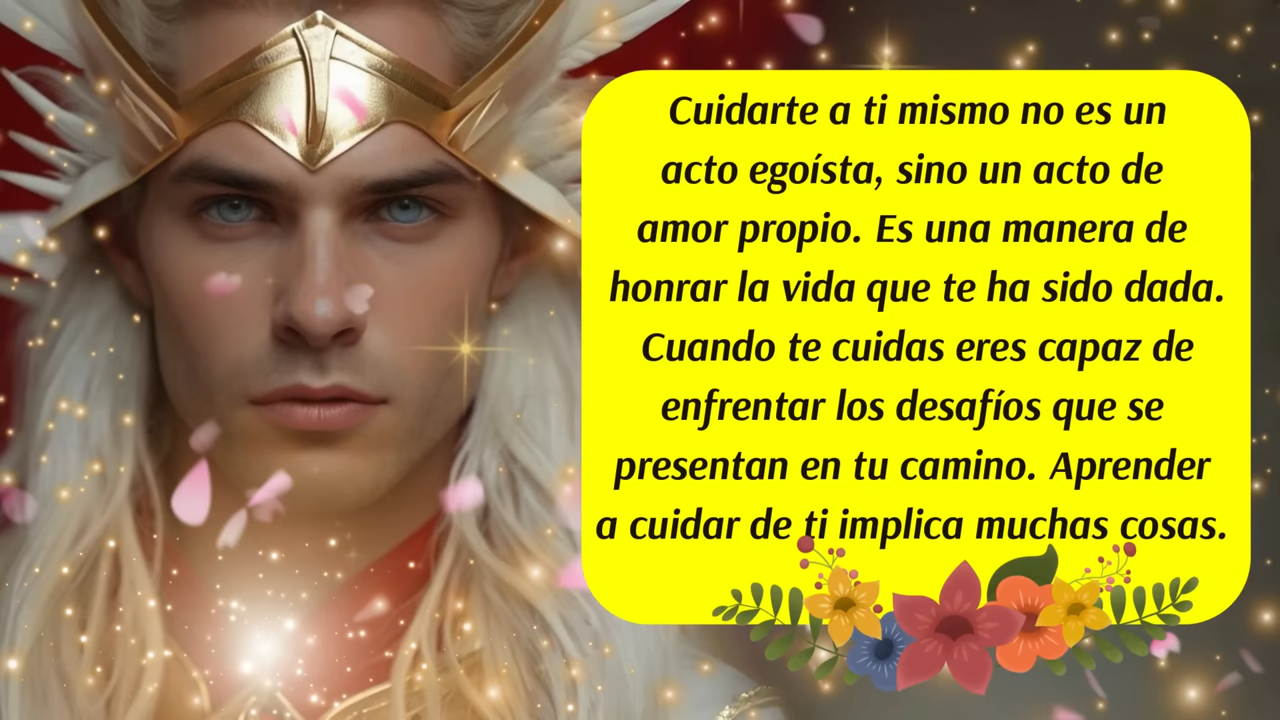 Cuidarte a ti mismo no es un
acto egoísta, sino un acto de
amor propio. Es una manera de
honrar la vida que te ha sido dada.
Cuando te cuidas eres capaz de
enfrentar los desafíos que se
presentan en tu camino. Aprender
a cuidar de ti implica muchas cosas.